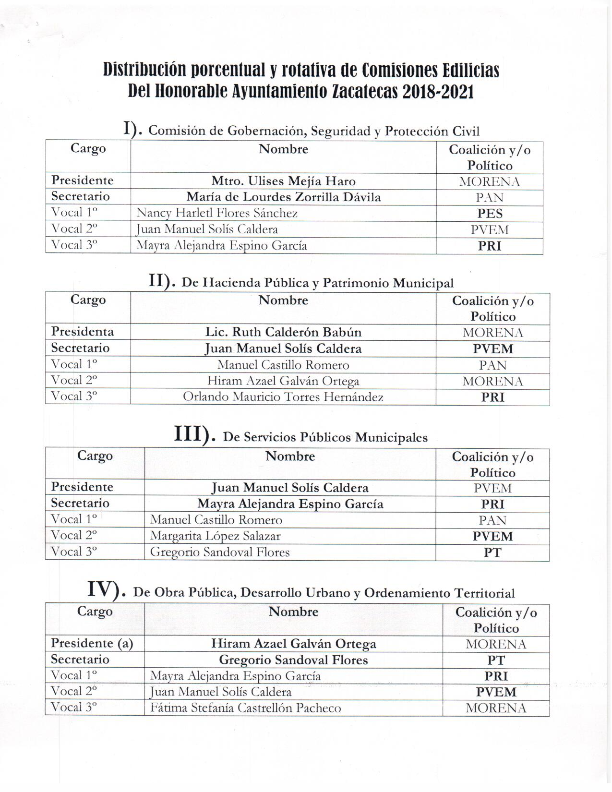 Distribución porcentual y rotativa de Comisiones Edilicias
Del Honorable Ayuntamiento Zacatecas 2018-2021
I). Comisión de Gobernación, Seguridad y Protección Civil
Cargo Nombre Coalición y/o
Político
Presidente Mtro. Ulises Mejía Haro MORENA
Secretario María de Lourdes Zorrilla Dávila PAN
Vocal 1º Nancy Harletl Flores Sánchez PES
Vocal 2º Juan Manuel Solís Caldera PVEM
Vocal 3º Mayra Alejandra Espino García PRI
II). De Hacienda Pública y Patrimonio Municipal
Cargo Nombre Coalición y/o
Político
Presidenta Lic. Ruth Calderón Babún MORENA
Secretario Juan Manuel Solís Caldera PVEM
Vocal 1º Manuel Castillo Romero PAN
Vocal 2º Hiram Azael Galván Ortega MORENA
Vocal 3º Orlando Mauricio Torres Hernández PRI
III). De Servicios Públicos Municipales
Cargo Nombre Coalición y/o
Político
Presidente Juan Manuel Solís Caldera PVEM
Secretario Mayra Alejandra Espino García PRI
Vocal 1º Manuel Castillo Romero PAN
Vocal 2º Margarita López Salazar PVEM
Vocal 3º Gregorio Sandoval Flores PT
IV). De Obra Pública, Desarrollo Urbano y Ordenamiento Territorial
Cargo Nombre Coalición y/o
Político
Presidente (a) Hiram Azael Galván Ortega MORENA
Secretario Gregorio Sandoval Flores PT
Vocal 1º Mayra Alejandra Espino García PRI
Vocal 2º Juan Manuel Solís Caldera PVEM
Vocal 3º Fátima Stefanía Castrellón Pacheco MORENA